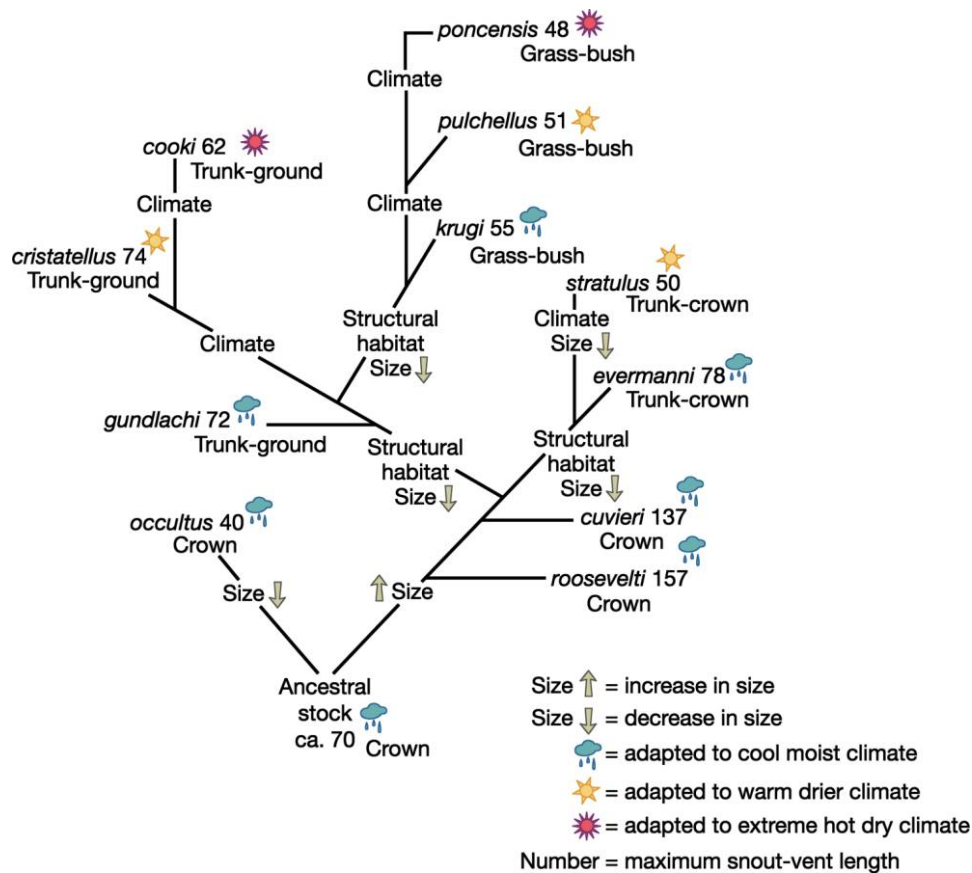 poncensis 48
Grass-bush
Climate
pulchellus 51
Grass-bush
cooki 62
Trunk-ground
Climate
Climate
krugi 55
Grass-bush
cristatellus 74
Trunk-ground
stratulus 50
Trunk-crown
Climate
Size
Structural
habitat
Size
Climate
evermanni 78
Trunk-crown
gundlachi 72
Trunk-ground
Structural
habitat
Size
Structural
habitat
Size
occultus 40
Crown
cuvieri 137
Crown
Size
Size
roosevelti 157
Crown
Ancestral
stock
ca. 70
Crown
Size = increase in size
Size = decrease in size
= adapted to cool moist climate
= adapted to warm drier climate
= adapted to extreme hot dry climate
Number = maximum snout-vent length